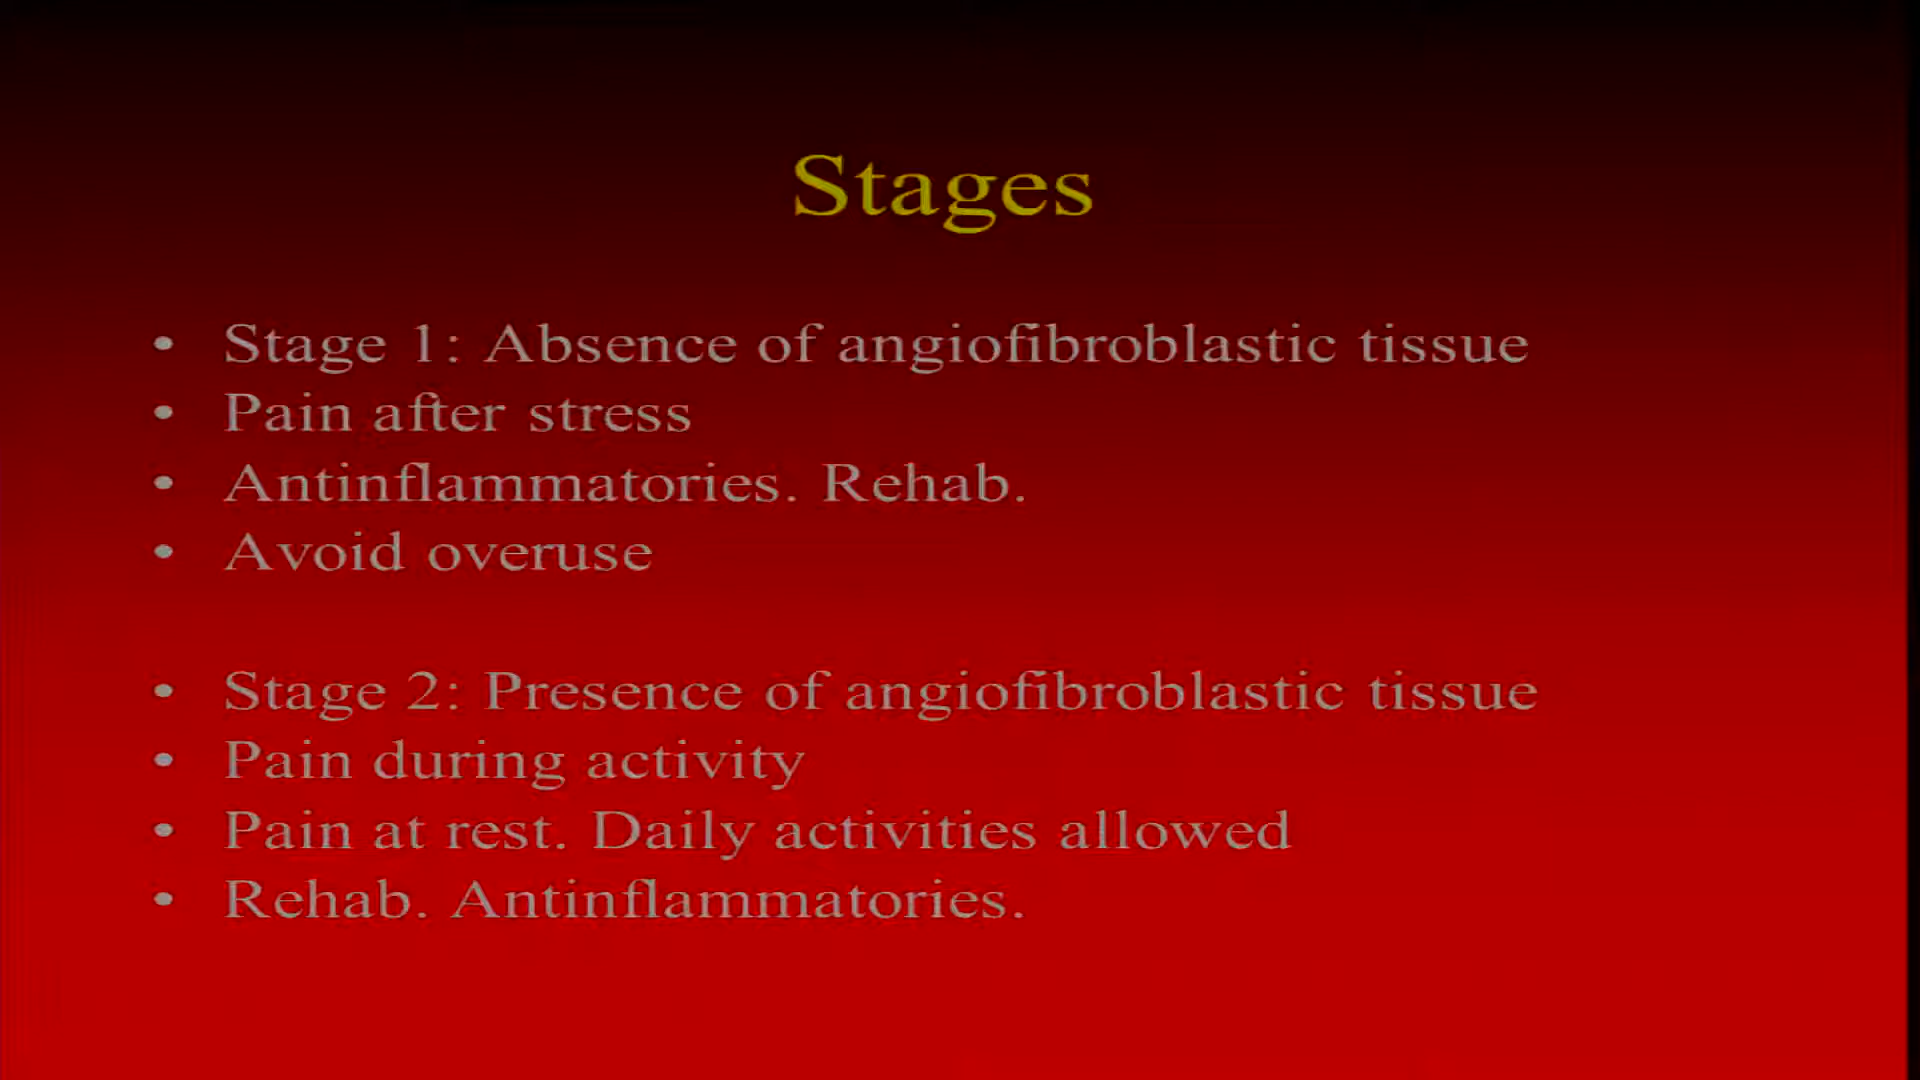 Stages
• Stage 1: Absence of angiofibroblastic tissue
• Pain after stress
• Antinflammatories. Rehab.
• Avoid overuse
• Stage 2: Presence of angiofibroblastic tissue
• Pain during activity
• Pain at rest. Daily activities allowed
• Rehab. Antinflammatories.